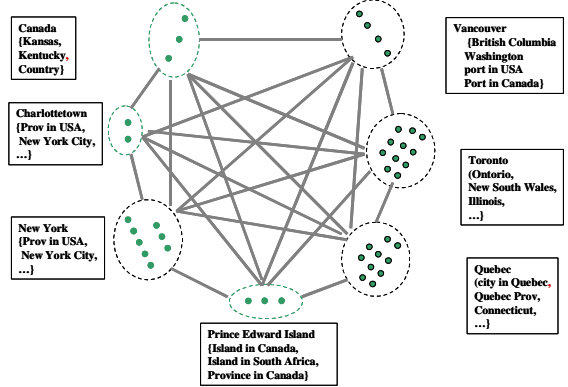 Canada
{Kansas,
Kentucky,
Country}
Vancouver
{British Columbia
Washington
port in USA
Port in Canada}
Charlottetown
{Prov in USA,
New York City,
…}
Toronto
(Ontorio,
New South Wales,
Illinois,
…}
New York
{Prov in USA,
New York City,
…}
Quebec
(city in Quebec,
Quebec Prov,
Connecticut,
…}
Prince Edward Island
{Island in Canada,
Island in South Africa,
Province in Canada}